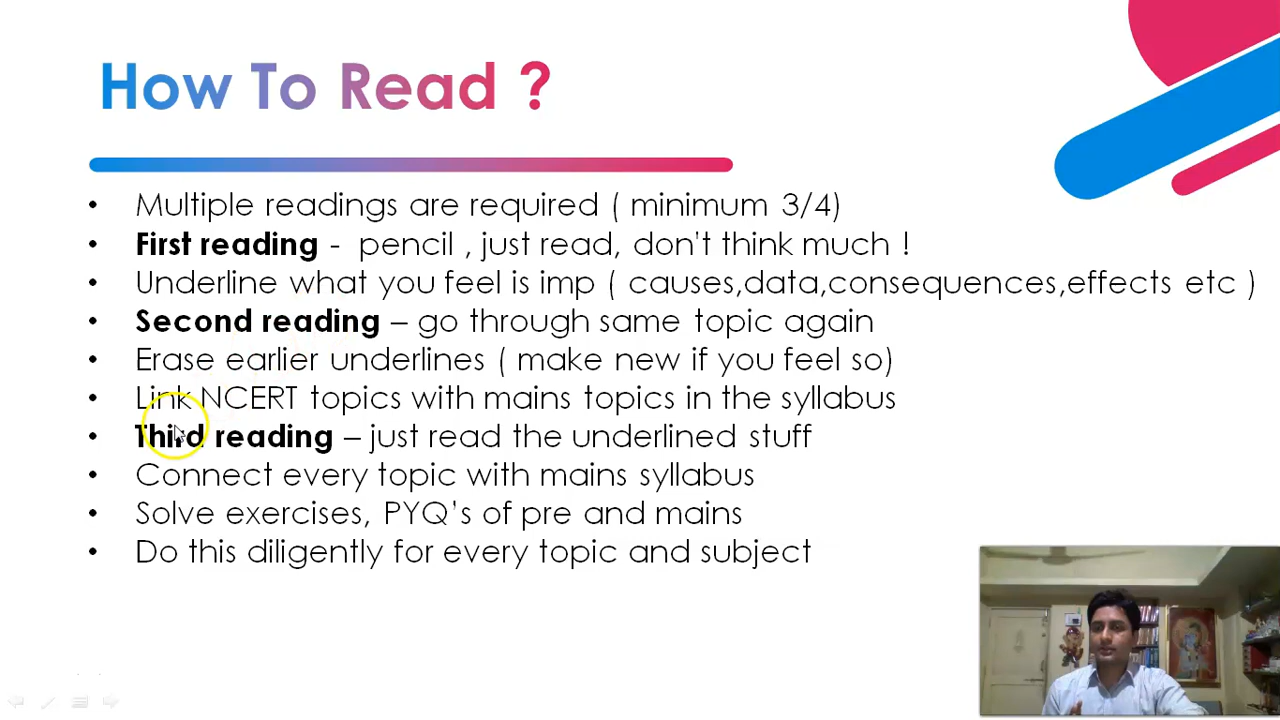 How To Read ?
• Multiple readings are required ( minimum 3/4)
• First reading - pencil , just read, don't think much !
• Underline what you feel is imp ( causes,data,consequences,effects etc )
• Second reading – go through same topic again
• Erase earlier underlines ( make new if you feel so)
• Link NCERT topics with mains topics in the syllabus
• Third reading – just read the underlined stuff
• Connect every topic with mains syllabus
• Solve exercises, PYQ's of pre and mains
• Do this diligently for every topic and subject